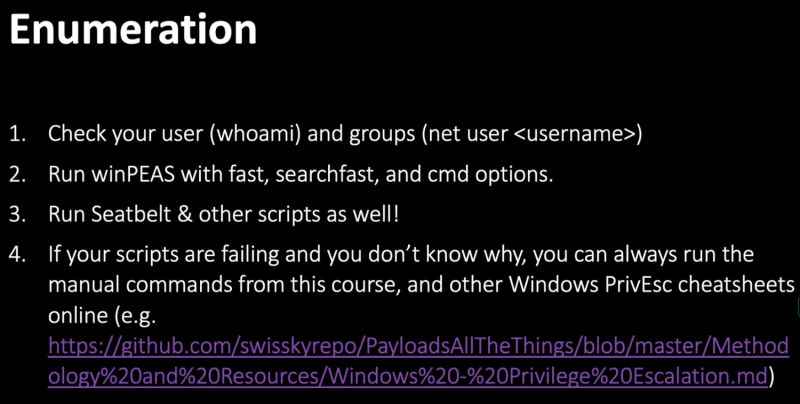 Enumeration
1. Check your user (whoami) and groups (net user <username>)
2. Run winPEAS with fast, searchfast, and cmd options.
3. Run Seatbelt & other scripts as well!
4. If your scripts are failing and you don’t know why, you can always run the
manual commands from this course, and other Windows PrivEsc cheatsheets
online (e.g.
https://github.com/swisskyrepo/PayloadsAllTheThings/blob/master/Method
ology%20and%20Resources/Windows%20-%20Privilege%20Escalation.md)